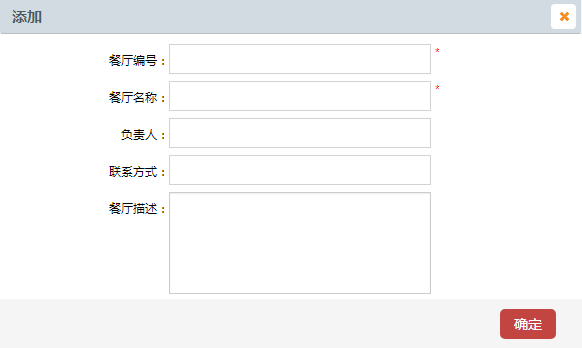 添加
餐厅编号： *
餐厅名称： *
负责人：
联系方式：
餐厅描述：
确定